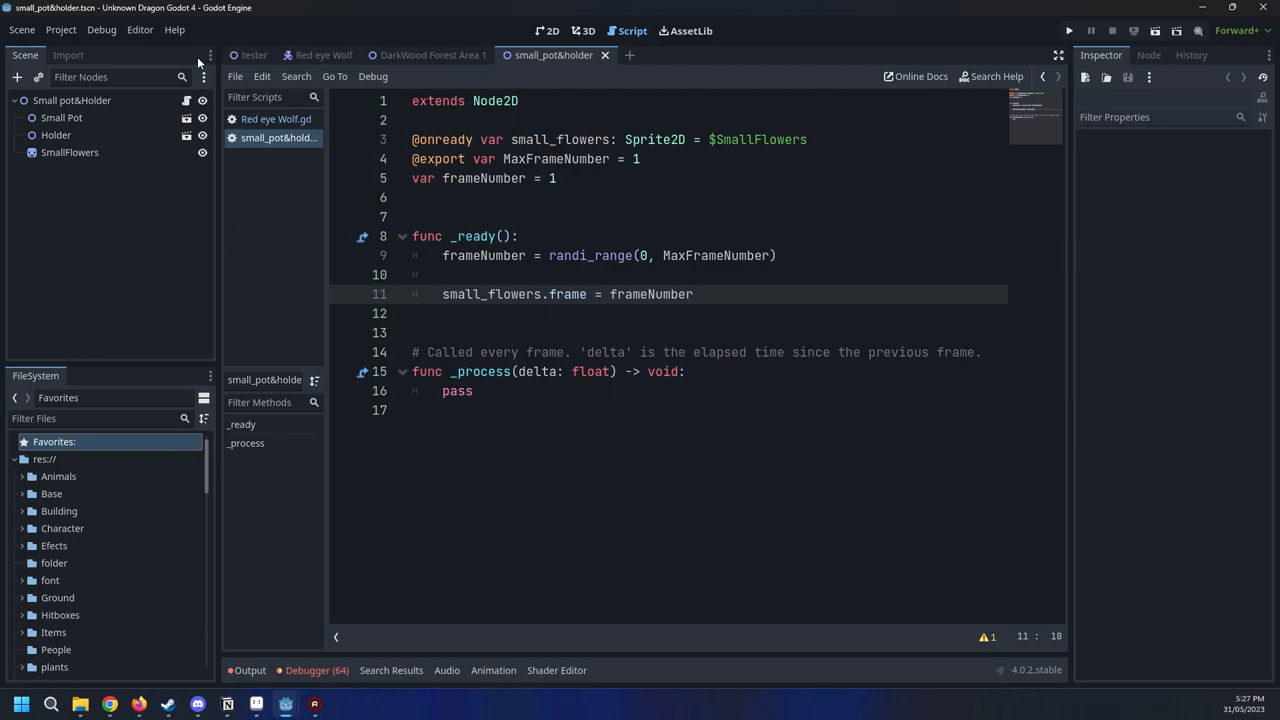 small_pot&holder.tscn - Unknown Dragon Godot 4 - Godot Engine
Scene Project Debug Editor Help
2D 3D Script AssetLib
Forward+
Scene Import
tester Red eye Wolf DarkWood Forest Area 1 small_pot&holder
Inspector Node History
Filter Nodes
File Edit Search Go To Debug
Online Docs Search Help
Small pot&Holder
Small Pot
Holder
SmallFlowers
Filter Scripts
Red eye Wolf.gd
small_pot&hold...
Filter Properties
1 extends Node2D
2
3 @onready var small_flowers: Sprite2D = $SmallFlowers
4 @export var MaxFrameNumber = 1
5 var frameNumber = 1
6
7
8 func _ready():
9 frameNumber = randi_range(0, MaxFrameNumber)
10
11 small_flowers.frame = frameNumber
12
13
14 # Called every frame. 'delta' is the elapsed time since the previous frame.
15 func _process(delta: float) -> void:
16 pass
17
small_pot&holde
Filter Methods
_ready
_process
FileSystem
Favorites
Filter Files
Favorites:
res://
Animals
Base
Building
Character
Efects
folder
font
Ground
Hitboxes
Items
People
plants
1 11 : 18
Output Debugger (64) Search Results Audio Animation Shader Editor
4.0.2.stable
5:27 PM
31/05/2023